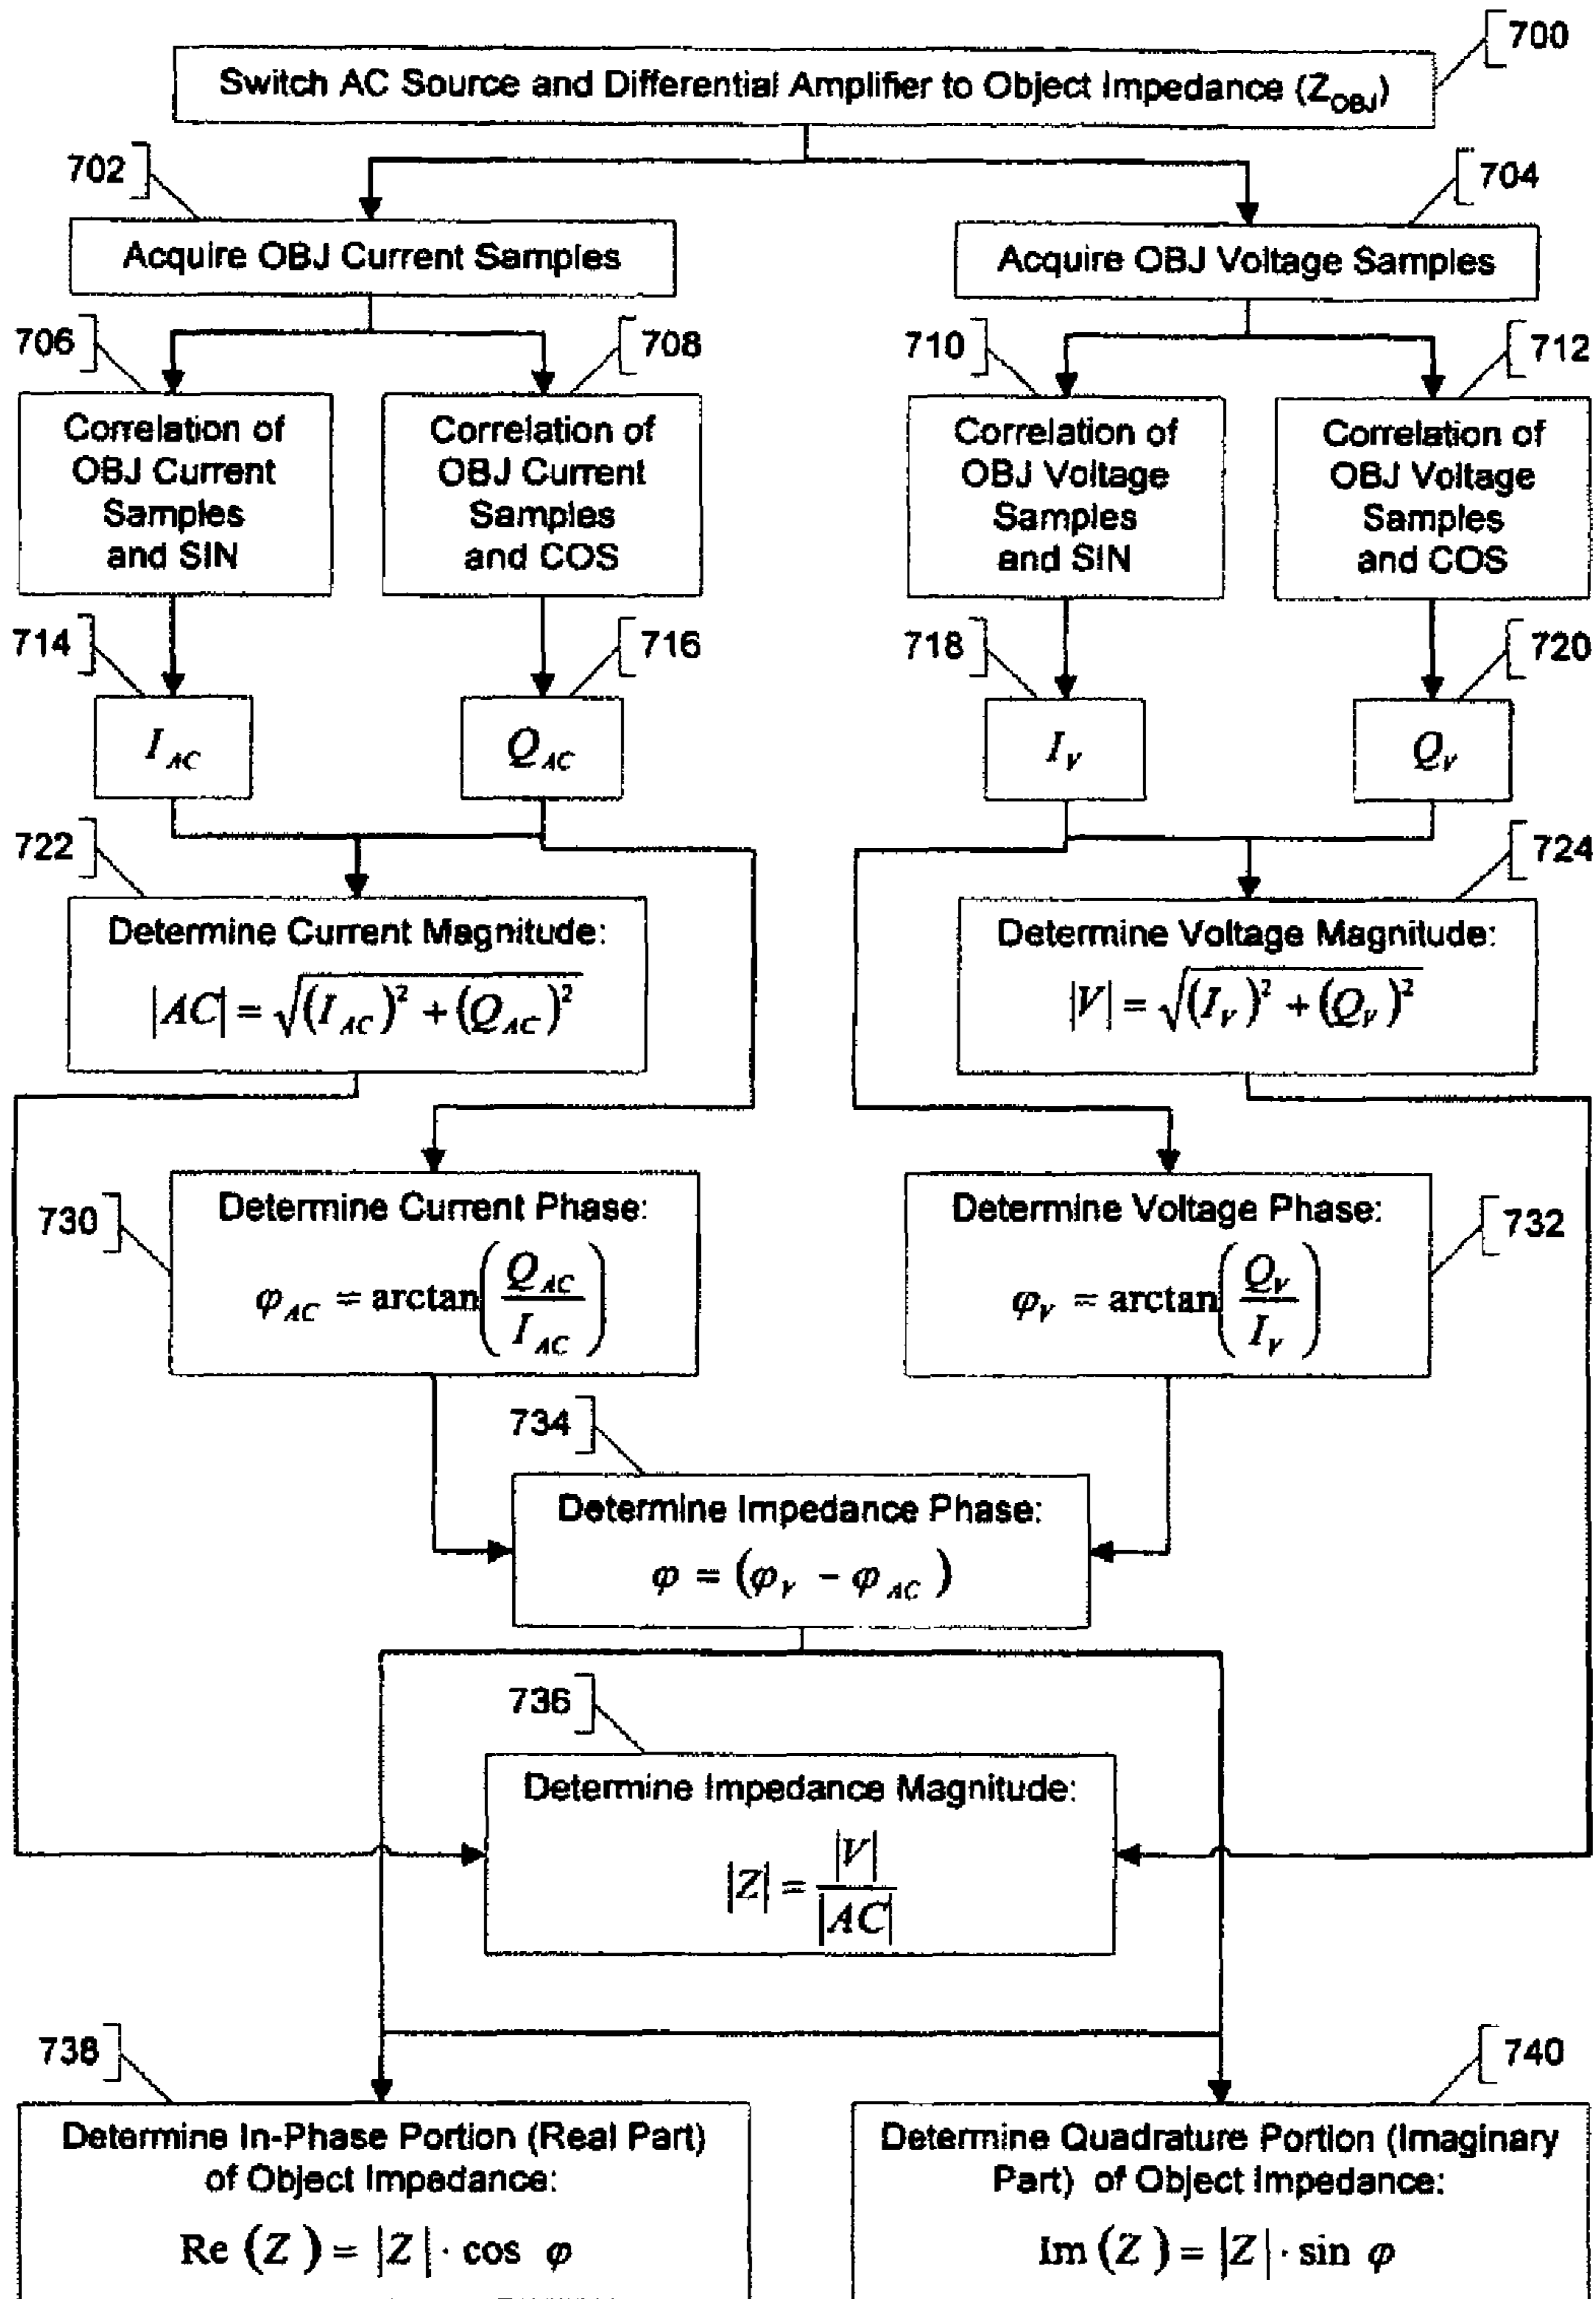 700
Switch AC Source and Differential Amplifier to Object Impedance (Z_OBJ)
702
704
Acquire OBJ Current Samples
Acquire OBJ Voltage Samples
706
708
710
712
Correlation of
OBJ Current
Samples
and SIN
Correlation of
OBJ Current
Samples
and COS
Correlation of
OBJ Voltage
Samples
and SIN
Correlation of
OBJ Voltage
Samples
and COS
714
716
718
720
I_AC
Q_AC
I_V
Q_V
722
724
Determine Current Magnitude:
|AC| = √((I_AC)² + (Q_AC)²)
Determine Voltage Magnitude:
|V| = √((I_V)² + (Q_V)²)
730
Determine Current Phase:
φ_AC = arctan(Q_AC / I_AC)
Determine Voltage Phase:
φ_V = arctan(Q_V / I_V)
732
734
Determine Impedance Phase:
φ = (φ_V − φ_AC)
736
Determine Impedance Magnitude:
|Z| = |V| / |AC|
738
740
Determine In-Phase Portion (Real Part)
of Object Impedance:
Re (Z) = |Z| · cos φ
Determine Quadrature Portion (Imaginary
Part) of Object Impedance:
Im (Z) = |Z| · sin φ